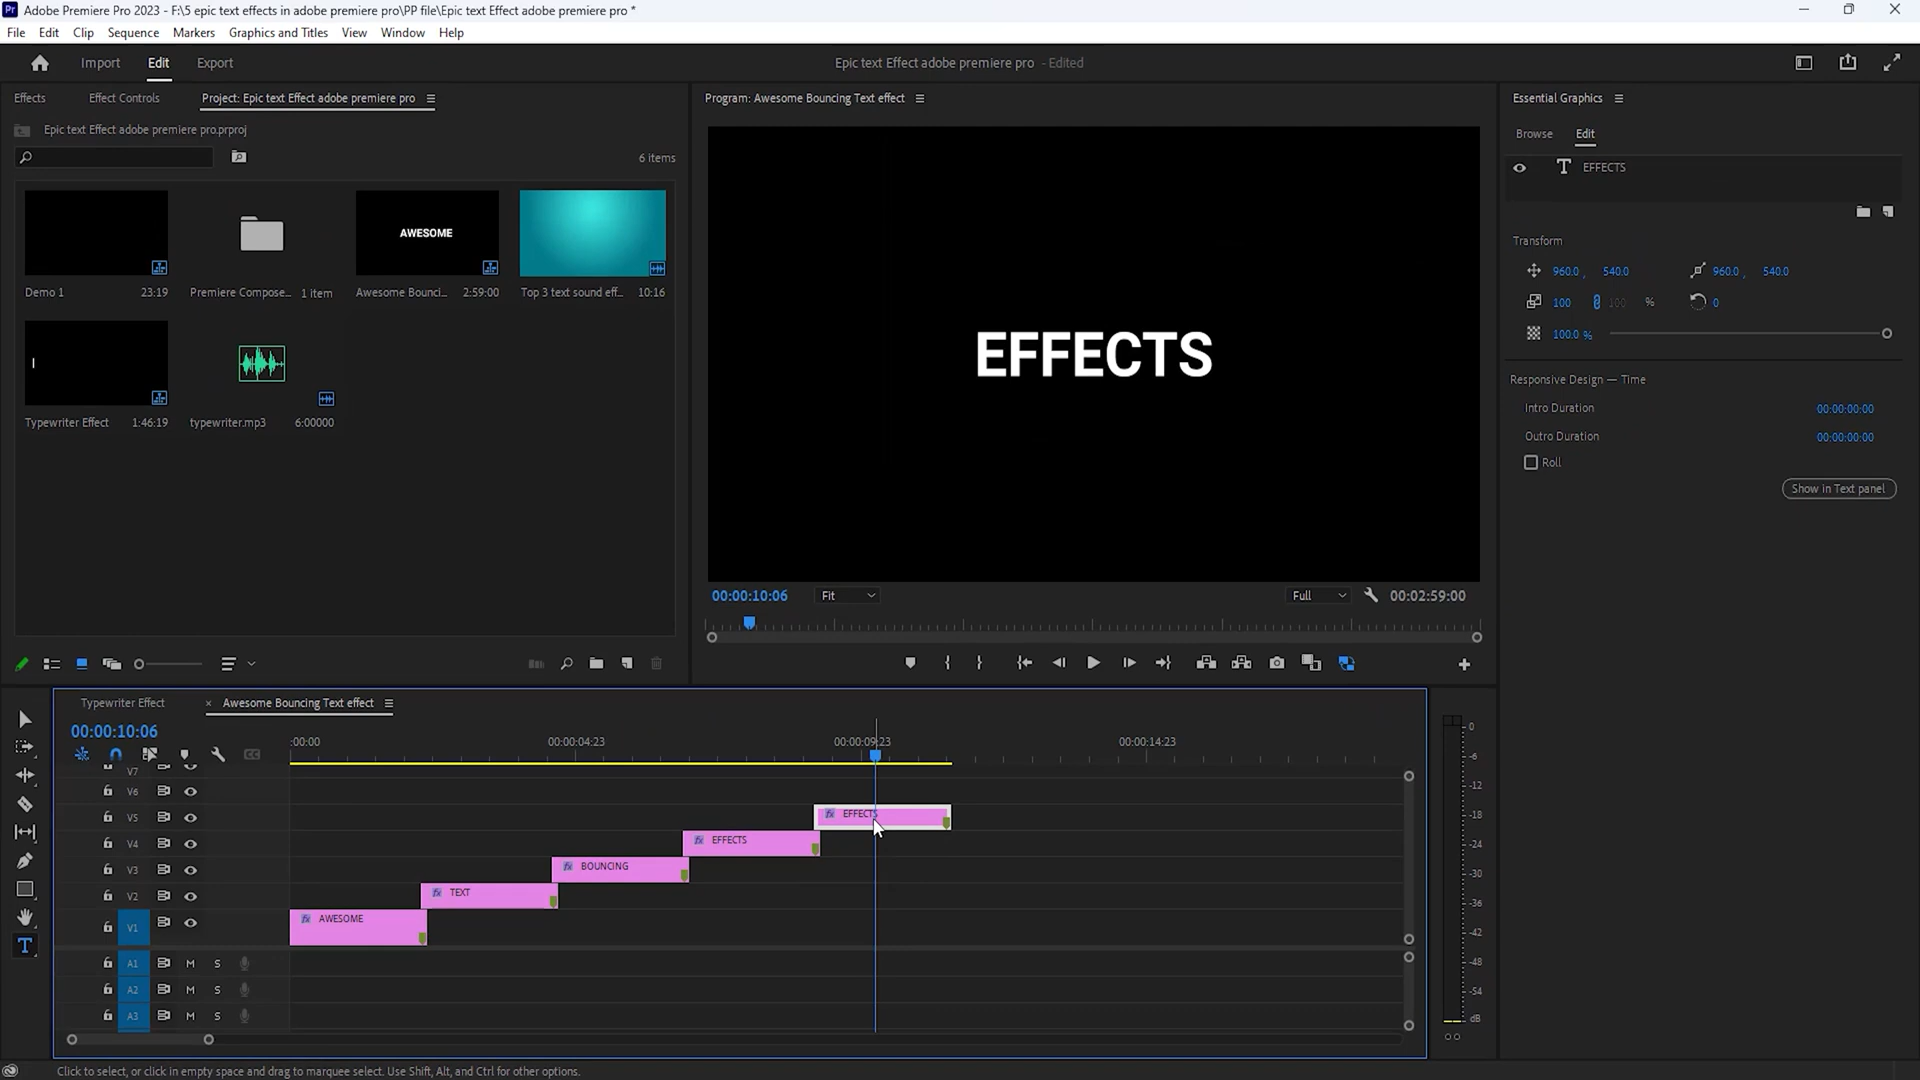 Pr Adobe Premiere Pro 2023 - F:\5 epic text effects in adobe premiere pro\PP file\Epic text Effect adobe premiere pro *
File Edit Clip Sequence Markers Graphics and Titles View Window Help
Import Edit Export Epic text Effect adobe premiere pro - Edited
Effects Effect Controls Project: Epic text Effect adobe premiere pro
Epic text Effect adobe premiere pro.prproj
6 items
AWESOME
Demo 1 23:19 Premiere Compose... 1 item Awesome Bounci... 2:59:00 Top 3 text sound eff... 10:16
Typewriter Effect 1:46:19 typewriter.mp3 6:00000
Program: Awesome Bouncing Text effect
EFFECTS
00:00:10:06 Fit Full 00:02:59:00
Essential Graphics
Browse Edit
T EFFECTS
Transform
960.0 , 540.0 960.0 , 540.0
100 100 % 0
100.0 %
Responsive Design — Time
Intro Duration 00:00:00:00
Outro Duration 00:00:00:00
Roll
Show in Text panel
Typewriter Effect × Awesome Bouncing Text effect
00:00:10:06
:00:00 00:00:04:23 00:00:09:23 00:00:14:23
V7
V6
V5 fx EFFECTS
V4 fx EFFECTS
V3 fx BOUNCING
V2 fx TEXT
V1 fx AWESOME
A1 M S
A2 M S
A3 M S
0
-6
-12
-18
-24
-30
-36
-42
-48
-54
dB
Click to select, or click in empty space and drag to marquee select. Use Shift, Alt, and Ctrl for other options.